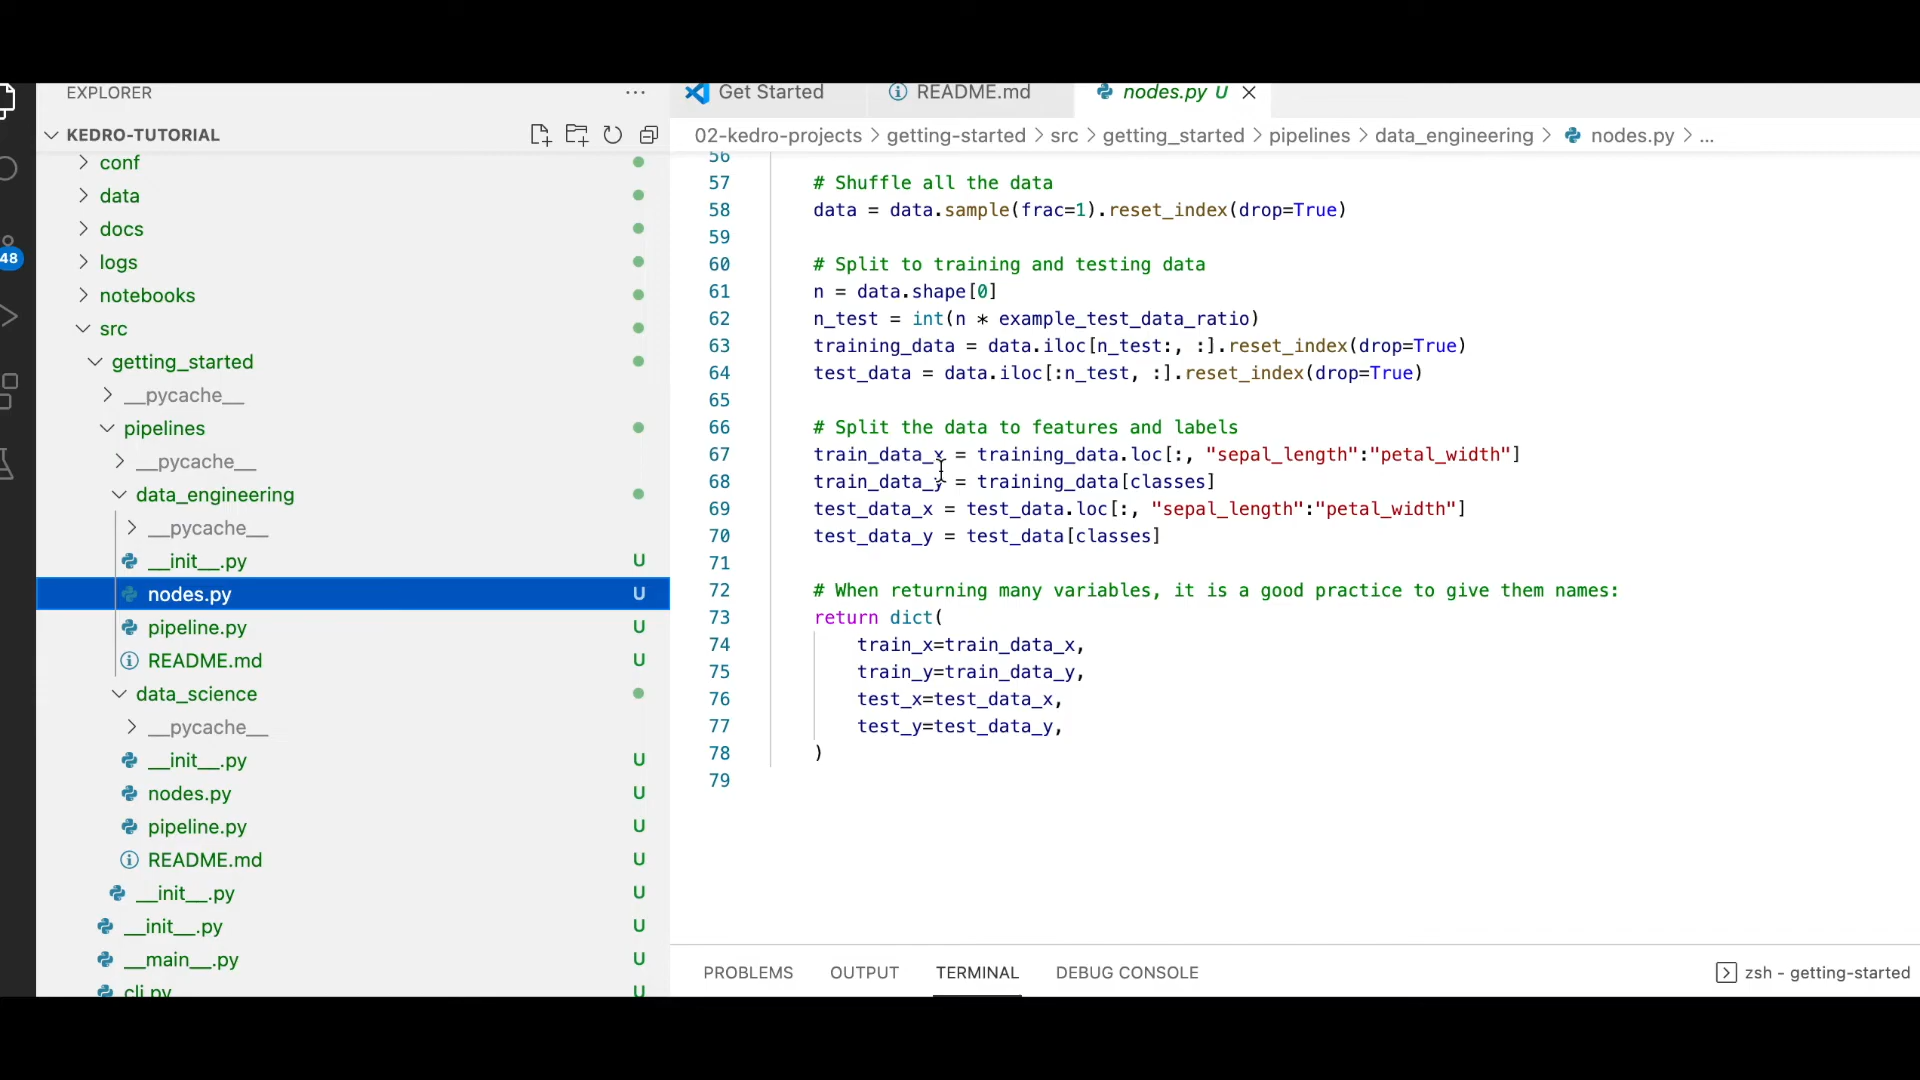 EXPLORER
···
Get Started
README.md
nodes.py U
KEDRO-TUTORIAL
02-kedro-projects > getting-started > src > getting_started > pipelines > data_engineering > nodes.py > ...
conf
data
docs
logs
notebooks
src
getting_started
__pycache__
pipelines
__pycache__
data_engineering
__pycache__
__init__.py U
nodes.py U
pipeline.py U
README.md U
data_science
__pycache__
__init__.py U
nodes.py U
pipeline.py U
README.md U
__init__.py U
__init__.py U
__main__.py U
cli.py U
48
56
57 # Shuffle all the data
58 data = data.sample(frac=1).reset_index(drop=True)
59
60 # Split to training and testing data
61 n = data.shape[0]
62 n_test = int(n * example_test_data_ratio)
63 training_data = data.iloc[n_test:, :].reset_index(drop=True)
64 test_data = data.iloc[:n_test, :].reset_index(drop=True)
65
66 # Split the data to features and labels
67 train_data_x = training_data.loc[:, "sepal_length":"petal_width"]
68 train_data_y = training_data[classes]
69 test_data_x = test_data.loc[:, "sepal_length":"petal_width"]
70 test_data_y = test_data[classes]
71
72 # When returning many variables, it is a good practice to give them names:
73 return dict(
74 train_x=train_data_x,
75 train_y=train_data_y,
76 test_x=test_data_x,
77 test_y=test_data_y,
78 )
79
PROBLEMS OUTPUT TERMINAL DEBUG CONSOLE
zsh - getting-started